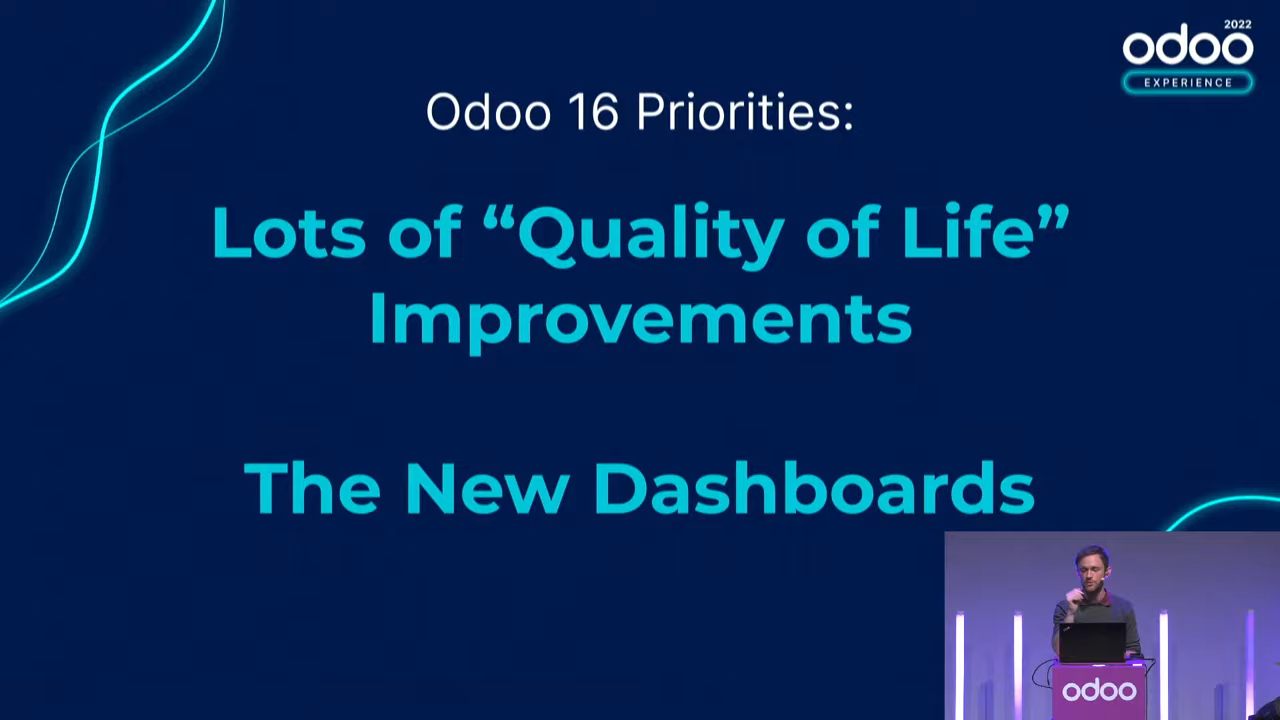 2022
odoo
EXPERIENCE
Odoo 16 Priorities:
Lots of “Quality of Life”
Improvements
The New Dashboards
odoo